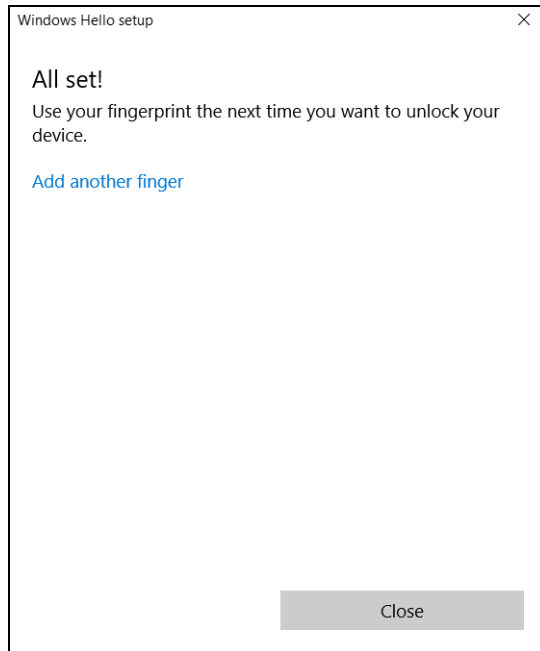 Windows Hello setup
All set!
Use your fingerprint the next time you want to unlock your
device.
Add another finger
Close